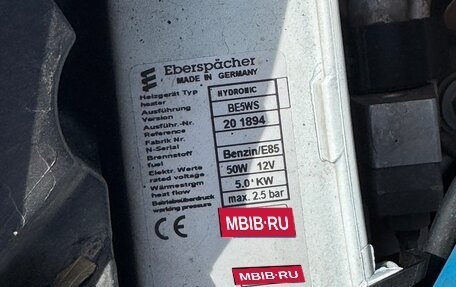 Eberspächer
MADE IN GERMANY
Heizgerät Typ
heater
HYDRONIC
Ausführung
Version
BE5WS
Ausführ.-Nr.
Reference
20 1894
Fabrik Nr.
N-Serial
Brennstoff
fuel
Benzin/E85
Elektr. Werte
rated voltage
50W 12V
Wärmestrgm
heat flow
5.0 KW
Betriebsüberdruck
working pressure
max. 2.5 bar
CE
MBIB.RU
MBIB.RU